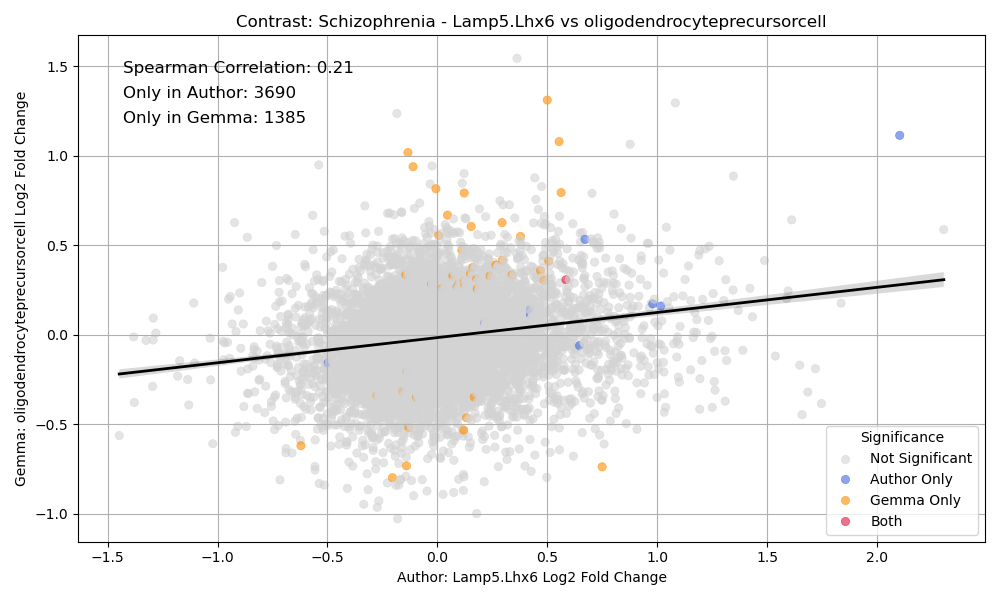 Contrast: Schizophrenia - Lamp5.Lhx6 vs oligodendrocyteprecursorcell
Spearman Correlation: 0.21
Only in Author: 3690
Only in Gemma: 1385
Gemma: oligodendrocyteprecursorcell Log2 Fold Change
1.5
1.0
0.5
0.0
−0.5
−1.0
Significance
Not Significant
Author Only
Gemma Only
Both
−1.5 −1.0 −0.5 0.0 0.5 1.0 1.5 2.0
Author: Lamp5.Lhx6 Log2 Fold Change